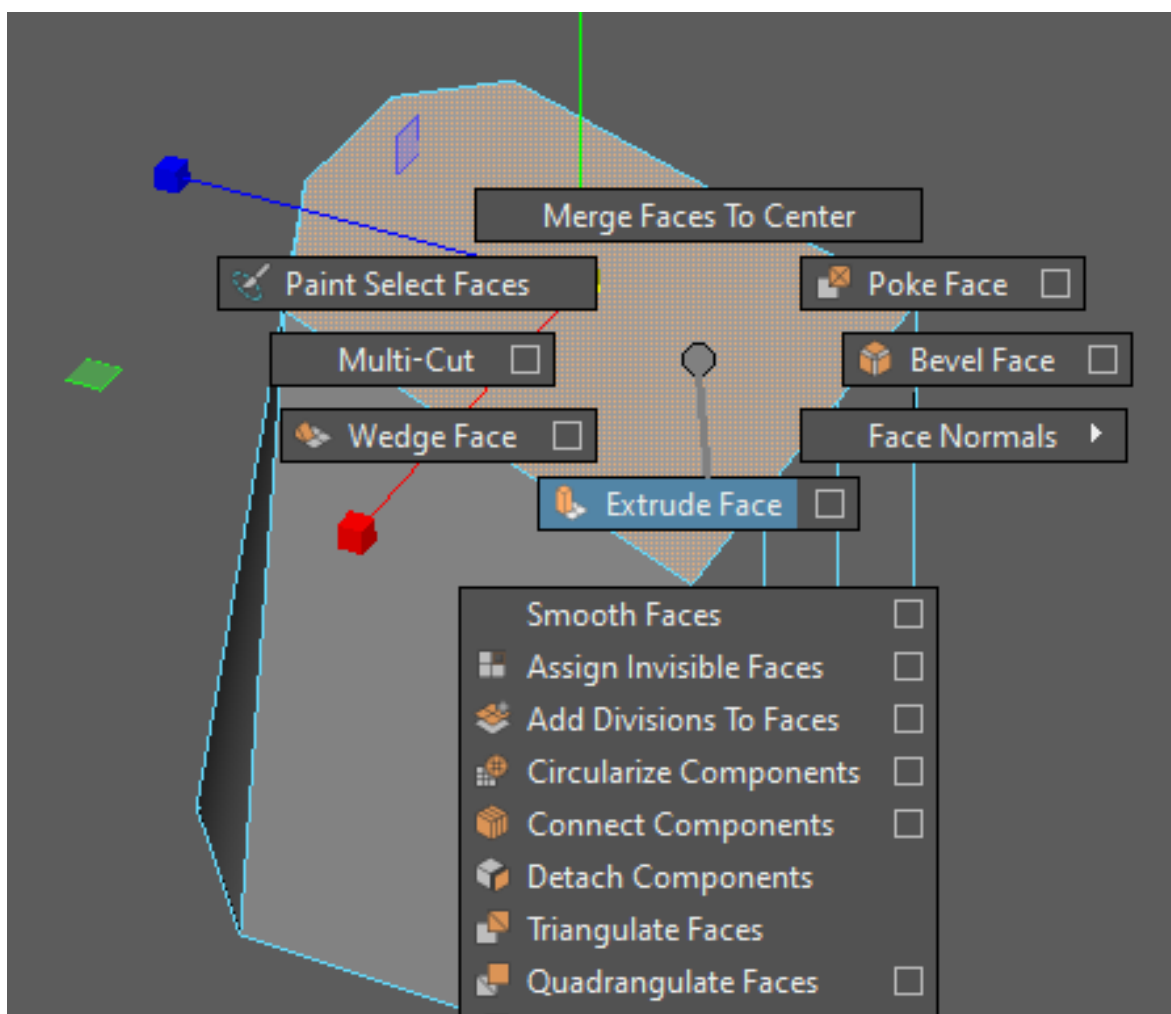 Merge Faces To Center
Paint Select Faces
Poke Face
Multi-Cut
Bevel Face
Wedge Face
Face Normals
Extrude Face
Smooth Faces
Assign Invisible Faces
Add Divisions To Faces
Circularize Components
Connect Components
Detach Components
Triangulate Faces
Quadrangulate Faces